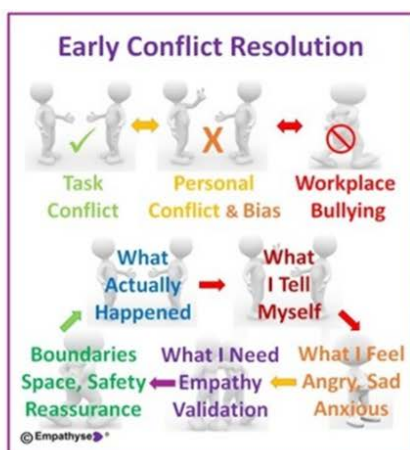 Early Conflict Resolution
Task
Conflict
Personal
Conflict & Bias
Workplace
Bullying
What
Actually
Happened
What
I Tell
Myself
What I Feel
Angry, Sad
Anxious
What I Need
Empathy
Validation
Boundaries
Space, Safety
Reassurance
© Empathyse®